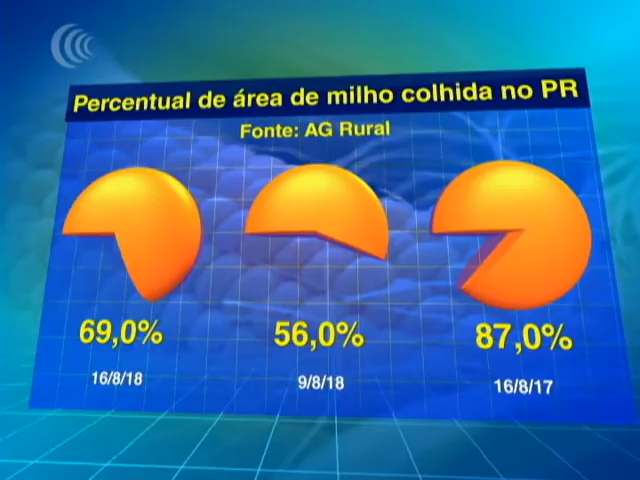 Percentual de área de milho colhida no PR
Fonte: AG Rural
69,0% 56,0% 87,0%
16/8/18 9/8/18 16/8/17